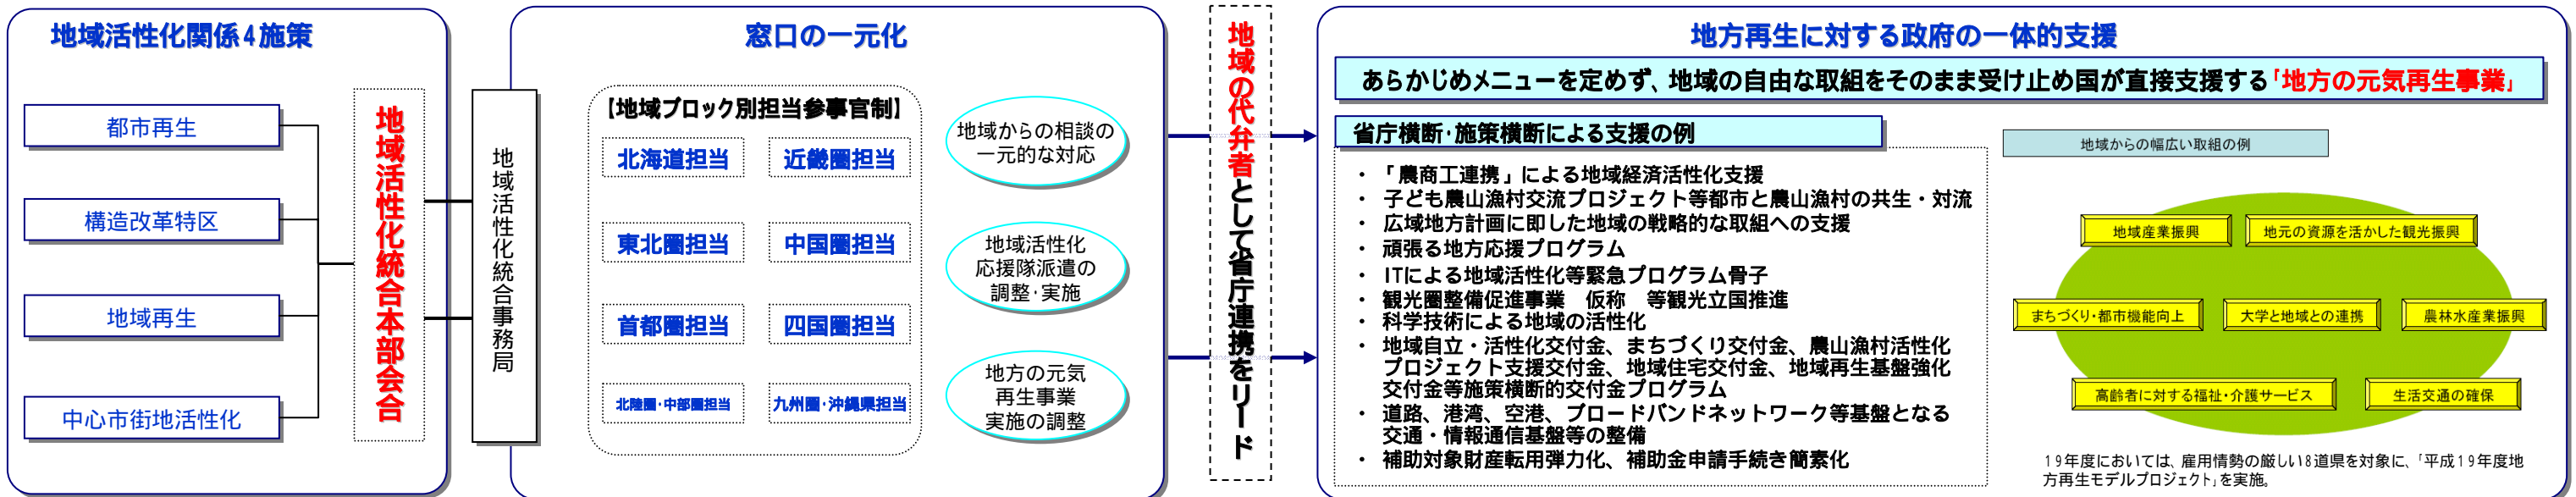 地域活性化関係4施策
都市再生
構造改革特区
地域再生
中心市街地活性化
地域活性化統合本部会合
地域活性化統合事務局
窓口の一元化
【地域ブロック別担当参事官制】
北海道担当
近畿圏担当
東北圏担当
中国圏担当
首都圏担当
四国圏担当
北陸圏・中部圏担当
九州圏・沖縄県担当
地域からの相談の
一元的な対応
地域活性化
応援隊派遣の
調整・実施
地方の元気
再生事業
実施の調整
地域の代弁者として省庁連携をリード
地方再生に対する政府の一体的支援
あらかじめメニューを定めず、地域の自由な取組をそのまま受け止め国が直接支援する「地方の元気再生事業」
省庁横断・施策横断による支援の例
・「農商工連携」による地域経済活性化支援
・子ども農山漁村交流プロジェクト等都市と農山漁村の共生・対流
・広域地方計画に即した地域の戦略的な取組への支援
・頑張る地方応援プログラム
・ITによる地域活性化等緊急プログラム骨子
・観光圏整備促進事業 仮称 等観光立国推進
・科学技術による地域の活性化
・地域自立・活性化交付金、まちづくり交付金、農山漁村活性化
プロジェクト支援交付金、地域住宅交付金、地域再生基盤強化
交付金等施策横断的交付金プログラム
・道路、港湾、空港、ブロードバンドネットワーク等基盤となる
交通・情報通信基盤等の整備
・補助対象財産転用弾力化、補助金申請手続き簡素化
地域からの幅広い取組の例
地域産業振興
地元の資源を活かした観光振興
まちづくり・都市機能向上
大学と地域との連携
農林水産業振興
高齢者に対する福祉・介護サービス
生活交通の確保
19年度においては、雇用情勢の厳しい8道県を対象に、「平成19年度地
方再生モデルプロジェクト」を実施。